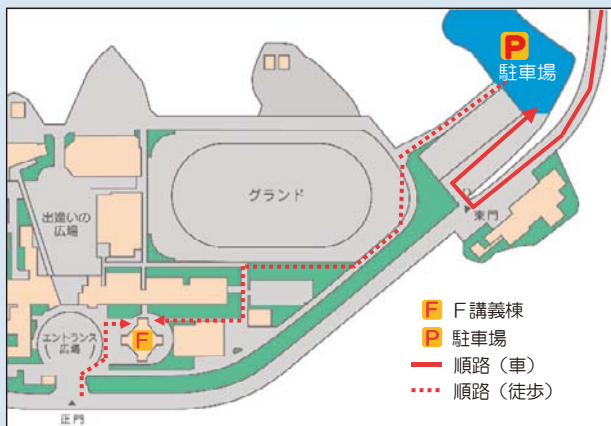 P
駐車場
グランド
出逢いの
広場
東門
エントランス
広場
F
正門
F F講義棟
P 駐車場
順路（車）
順路（徒歩）